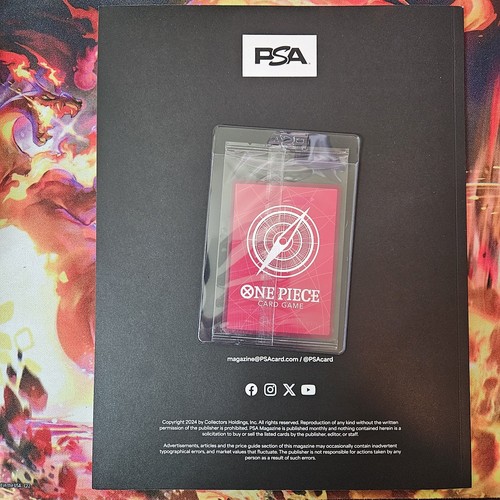 PSA
ONE PIECE
CARD GAME
magazine@PSAcard.com / @PSAcard
Copyright 2024 by Collectors Holdings, Inc. All rights reserved. Reproduction of any kind without the written
permission of the publisher is prohibited. PSA Magazine is published monthly and nothing contained herein is a
solicitation to buy or sell the listed cards by the publisher, editor, or staff.
Advertisements, articles and the price guide section of this magazine may occasionally contain inadvertent
typographical errors, and market values that fluctuate. The publisher is not responsible for actions taken by any
person as a result of such errors.